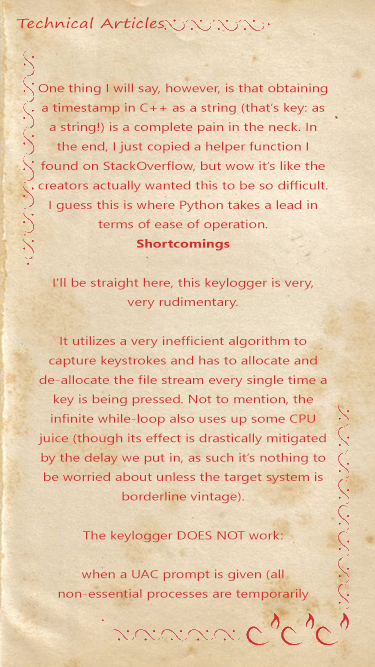 Technical Articles
One thing I will say, however, is that obtaining
a timestamp in C++ as a string (that's key: as
a string!) is a complete pain in the neck. In
the end, I just copied a helper function I
found on StackOverflow, but wow it's like the
creators actually wanted this to be so difficult.
I guess this is where Python takes a lead in
terms of ease of operation.
Shortcomings
I'll be straight here, this keylogger is very,
very rudimentary.
It utilizes a very inefficient algorithm to
capture keystrokes and has to allocate and
de-allocate the file stream every single time a
key is being pressed. Not to mention, the
infinite while-loop also uses up some CPU
juice (though its effect is drastically mitigated
by the delay we put in, as such it's nothing to
be worried about unless the target system is
borderline vintage).
The keylogger DOES NOT work:
when a UAC prompt is given (all
non-essential processes are temporarily